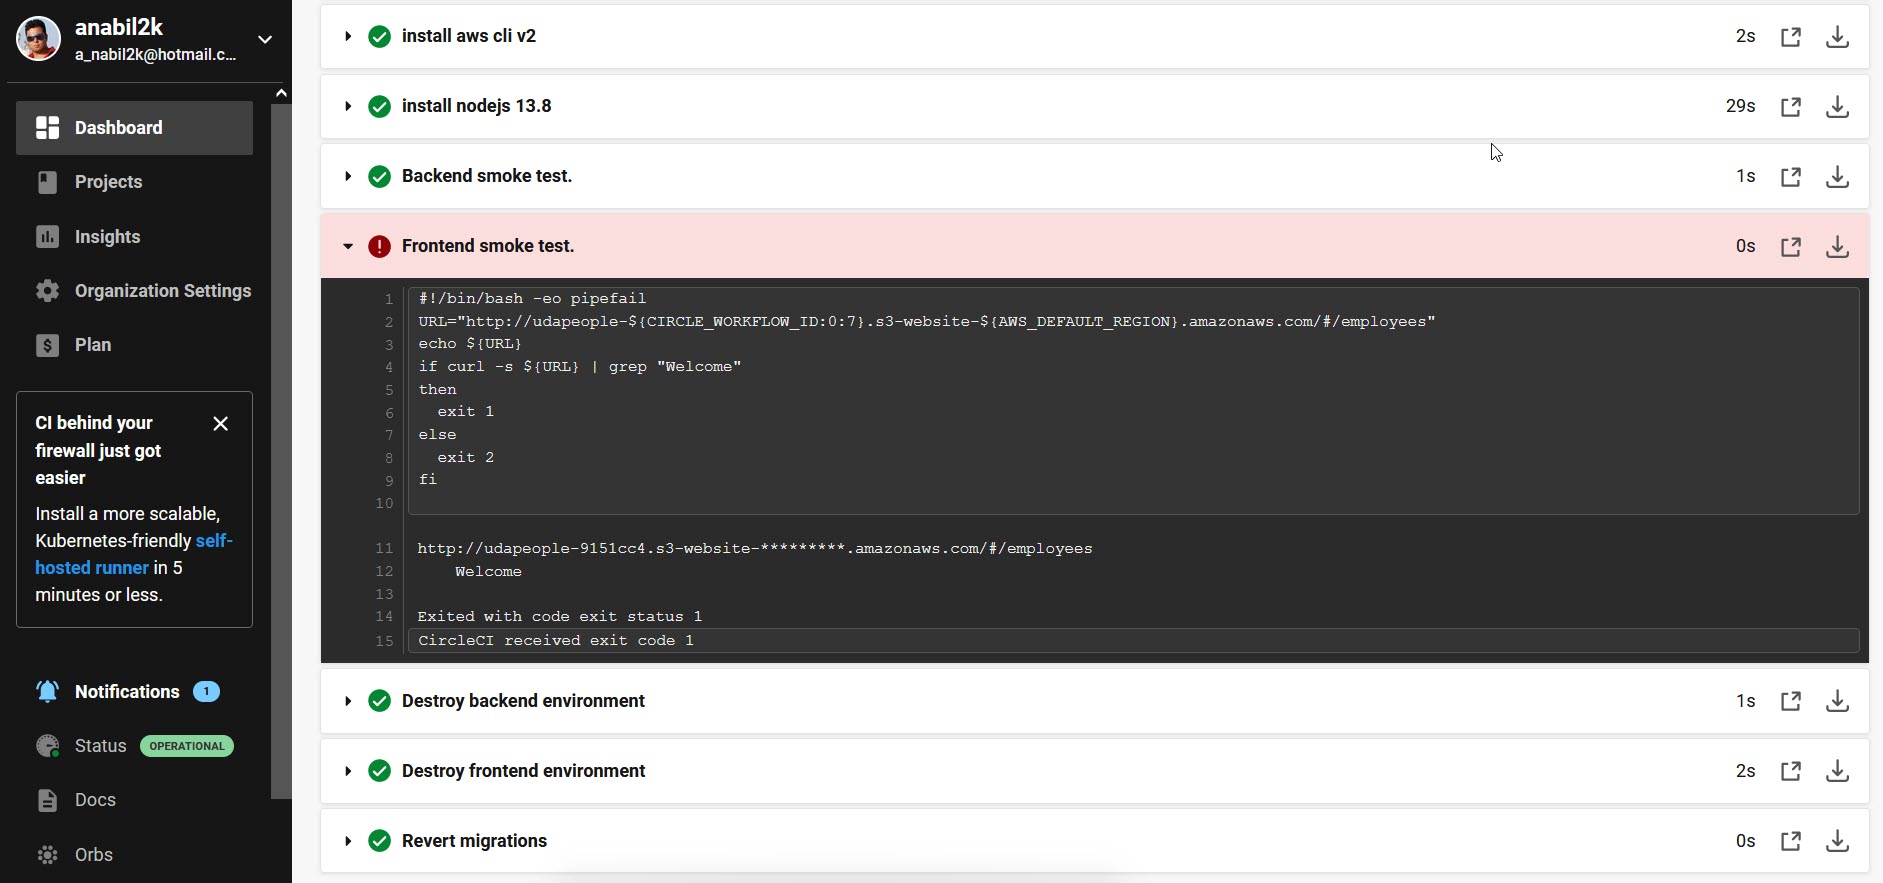 anabil2k
a_nabil2k@hotmail.c...
Dashboard
Projects
Insights
Organization Settings
$ Plan
CI behind your
firewall just got
easier
Install a more scalable,
Kubernetes-friendly self-
hosted runner in 5
minutes or less.
Notifications 1
Status OPERATIONAL
Docs
Orbs
install aws cli v2 2s
install nodejs 13.8 29s
Backend smoke test. 1s
! Frontend smoke test. 0s
1 #!/bin/bash -eo pipefail
2 URL="http://udapeople-${CIRCLE_WORKFLOW_ID:0:7}.s3-website-${AWS_DEFAULT_REGION}.amazonaws.com/#/employees"
3 echo ${URL}
4 if curl -s ${URL} | grep "Welcome"
5 then
6 exit 1
7 else
8 exit 2
9 fi
10
11 http://udapeople-9151cc4.s3-website-*********.amazonaws.com/#/employees
12 Welcome
13
14 Exited with code exit status 1
15 CircleCI received exit code 1
Destroy backend environment 1s
Destroy frontend environment 2s
Revert migrations 0s